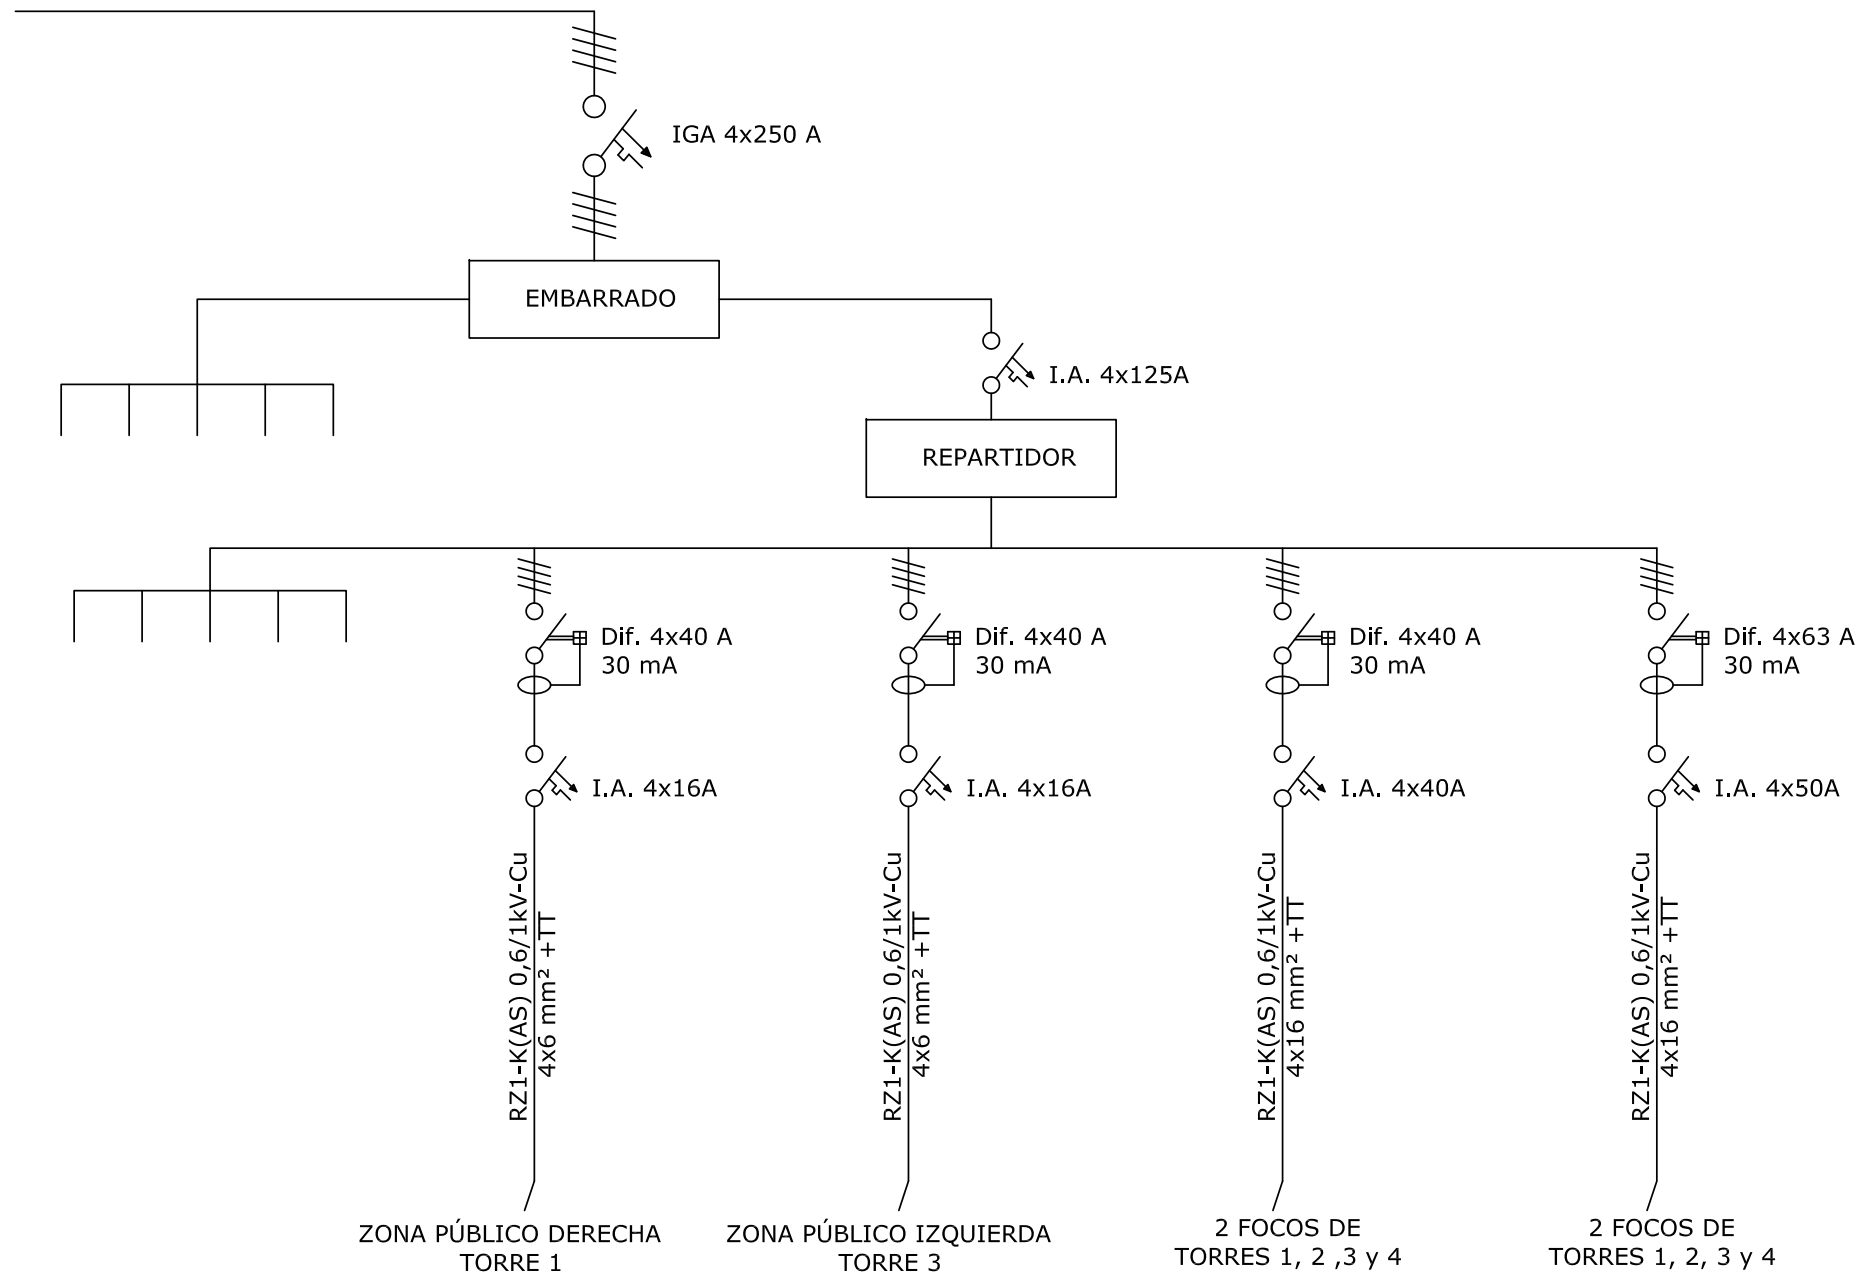 IGA 4x250 A
EMBARRADO
I.A. 4x125A
REPARTIDOR
Dif. 4x40 A
30 mA
Dif. 4x40 A
30 mA
Dif. 4x40 A
30 mA
Dif. 4x63 A
30 mA
I.A. 4x16A
I.A. 4x16A
I.A. 4x40A
I.A. 4x50A
RZ1-K(AS) 0,6/1kV-Cu
4x6 mm² +TT
RZ1-K(AS) 0,6/1kV-Cu
4x6 mm² +TT
RZ1-K(AS) 0,6/1kV-Cu
4x16 mm² +TT
RZ1-K(AS) 0,6/1kV-Cu
4x16 mm² +TT
ZONA PÚBLICO DERECHA
TORRE 1
ZONA PÚBLICO IZQUIERDA
TORRE 3
2 FOCOS DE
TORRES 1, 2 ,3 y 4
2 FOCOS DE
TORRES 1, 2, 3 y 4